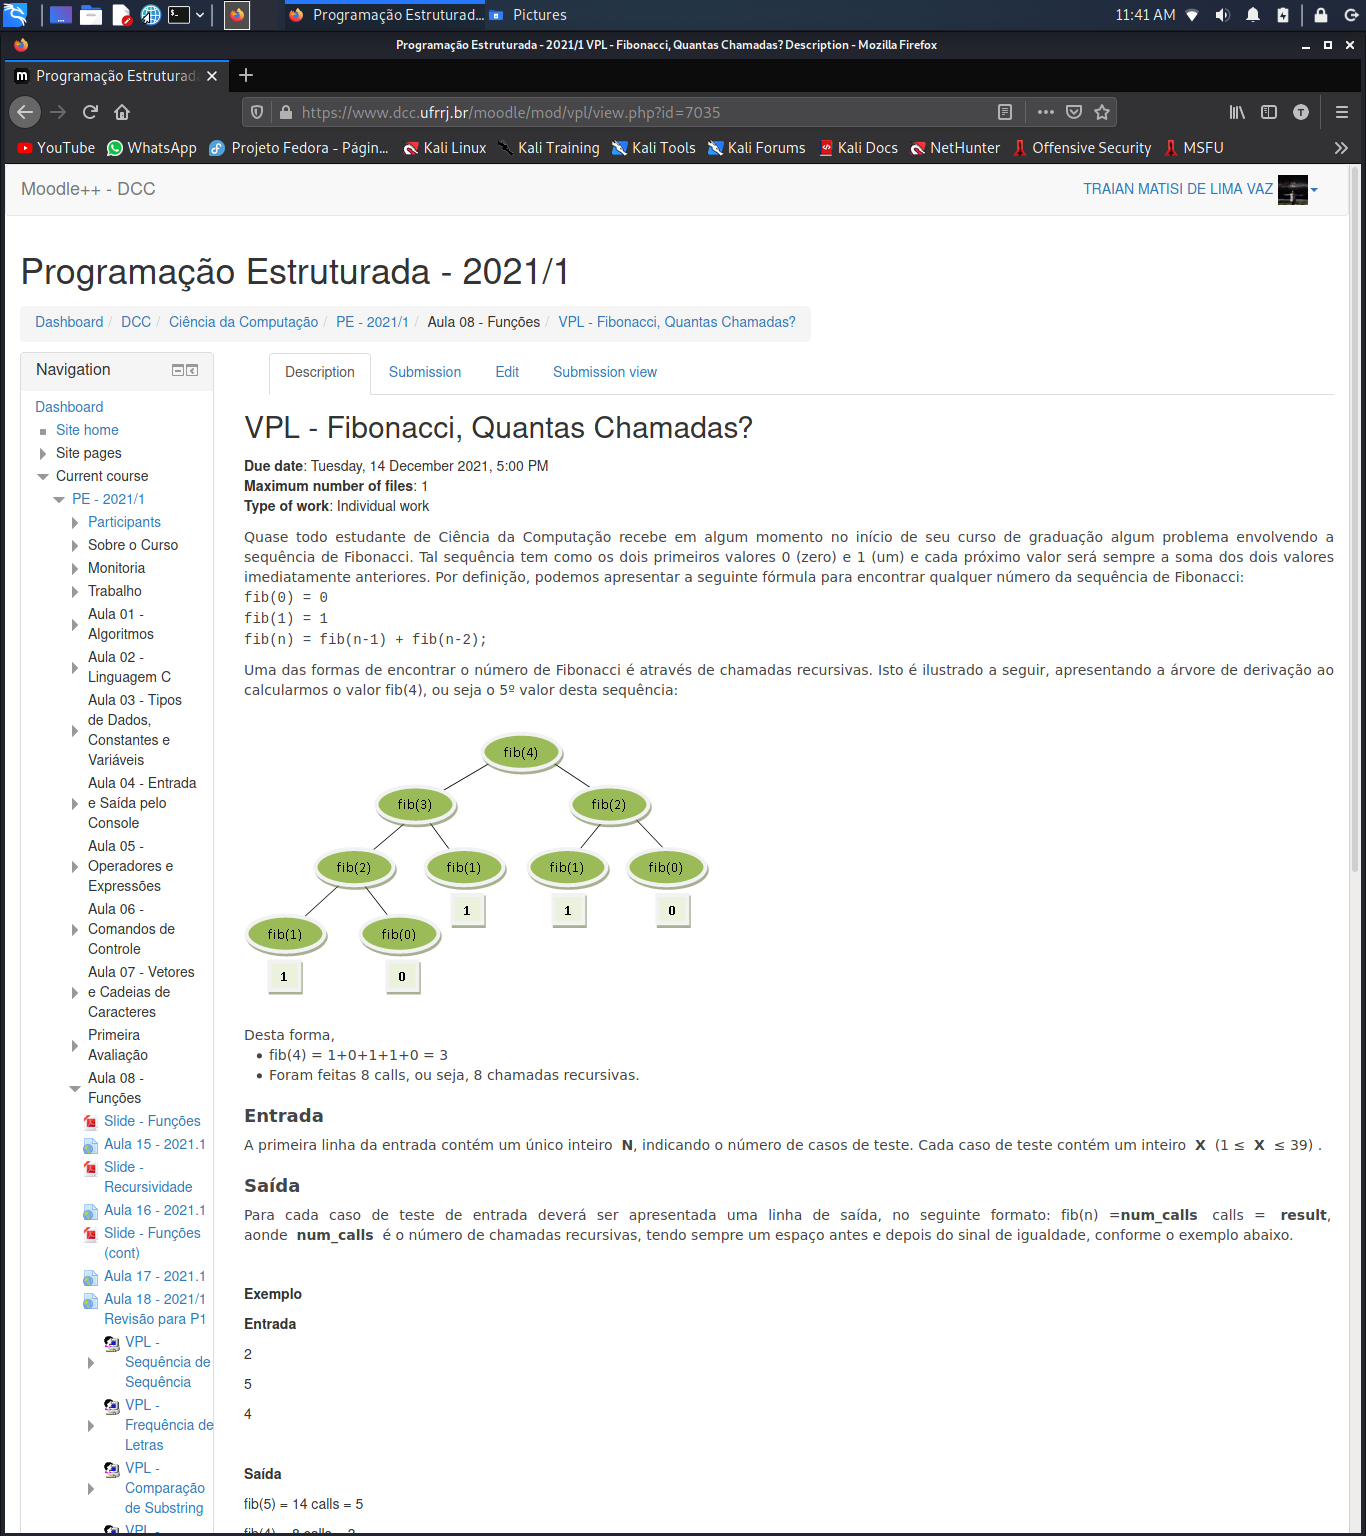 Programação Estruturad...
Pictures
11:41 AM
Programação Estruturada - 2021/1 VPL - Fibonacci, Quantas Chamadas? Description - Mozilla Firefox
Programação Estruturad
https://www.dcc.ufrrj.br/moodle/mod/vpl/view.php?id=7035
YouTube WhatsApp Projeto Fedora - Págin... Kali Linux Kali Training Kali Tools Kali Forums Kali Docs NetHunter Offensive Security MSFU
Moodle++ - DCC
TRAIAN MATISI DE LIMA VAZ
Programação Estruturada - 2021/1
Dashboard / DCC / Ciência da Computação / PE - 2021/1 / Aula 08 - Funções / VPL - Fibonacci, Quantas Chamadas?
Navigation
Dashboard
Site home
Site pages
Current course
PE - 2021/1
Participants
Sobre o Curso
Monitoria
Trabalho
Aula 01 -
Algoritmos
Aula 02 -
Linguagem C
Aula 03 - Tipos
de Dados,
Constantes e
Variáveis
Aula 04 - Entrada
e Saída pelo
Console
Aula 05 -
Operadores e
Expressões
Aula 06 -
Comandos de
Controle
Aula 07 - Vetores
e Cadeias de
Caracteres
Primeira
Avaliação
Aula 08 -
Funções
Slide - Funções
Aula 15 - 2021.1
Slide -
Recursividade
Aula 16 - 2021.1
Slide - Funções
(cont)
Aula 17 - 2021.1
Aula 18 - 2021/1
Revisão para P1
VPL -
Sequência de
Sequência
VPL -
Frequência de
Letras
VPL -
Comparação
de Substring
VPL -
Description Submission Edit Submission view
VPL - Fibonacci, Quantas Chamadas?
Due date: Tuesday, 14 December 2021, 5:00 PM
Maximum number of files: 1
Type of work: Individual work
Quase todo estudante de Ciência da Computação recebe em algum momento no início de seu curso de graduação algum problema envolvendo a
sequência de Fibonacci. Tal sequência tem como os dois primeiros valores 0 (zero) e 1 (um) e cada próximo valor será sempre a soma dos dois valores
imediatamente anteriores. Por definição, podemos apresentar a seguinte fórmula para encontrar qualquer número da sequência de Fibonacci:
fib(0) = 0
fib(1) = 1
fib(n) = fib(n-1) + fib(n-2);
Uma das formas de encontrar o número de Fibonacci é através de chamadas recursivas. Isto é ilustrado a seguir, apresentando a árvore de derivação ao
calcularmos o valor fib(4), ou seja o 5º valor desta sequência:
fib(4)
fib(3) fib(2)
fib(2) fib(1) fib(1) fib(0)
1 1 0
fib(1) fib(0)
1 0
Desta forma,
• fib(4) = 1+0+1+1+0 = 3
• Foram feitas 8 calls, ou seja, 8 chamadas recursivas.
Entrada
A primeira linha da entrada contém um único inteiro N, indicando o número de casos de teste. Cada caso de teste contém um inteiro X (1 ≤ X ≤ 39) .
Saída
Para cada caso de teste de entrada deverá ser apresentada uma linha de saída, no seguinte formato: fib(n) =num_calls calls = result,
aonde num_calls é o número de chamadas recursivas, tendo sempre um espaço antes e depois do sinal de igualdade, conforme o exemplo abaixo.
Exemplo
Entrada
2
5
4
Saída
fib(5) = 14 calls = 5
fib(4) = 8 calls = 3